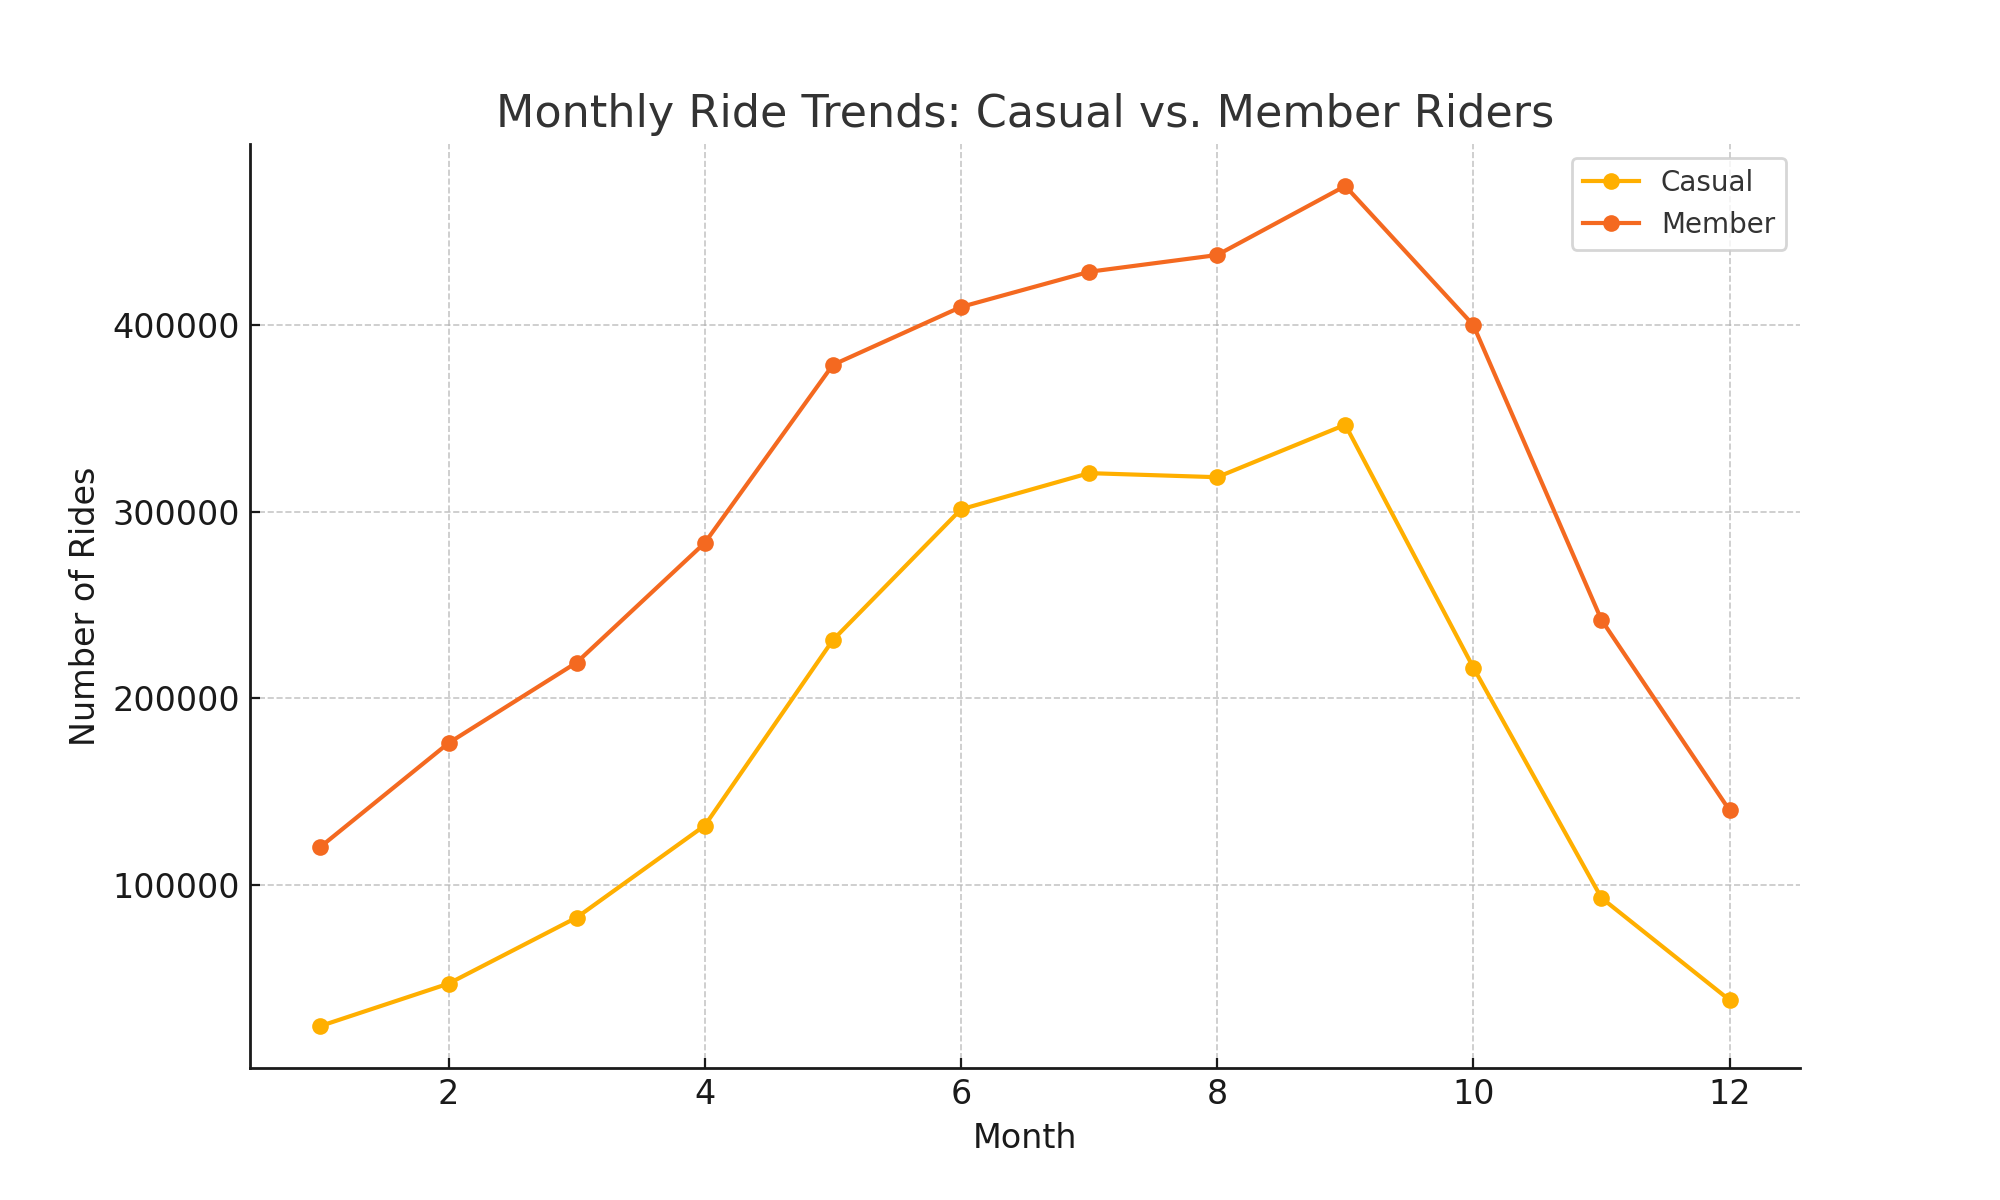 Monthly Ride Trends: Casual vs. Member Riders
Casual
Member
Number of Rides
400000
300000
200000
100000
2 4 6 8 10 12
Month